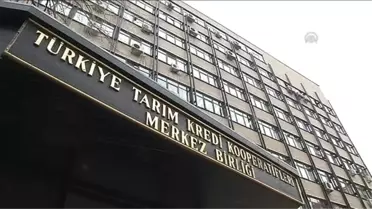 TÜRKİYE TARIM KREDİ KOOPERATİFLERİ
MERKEZ BİRLİĞİ